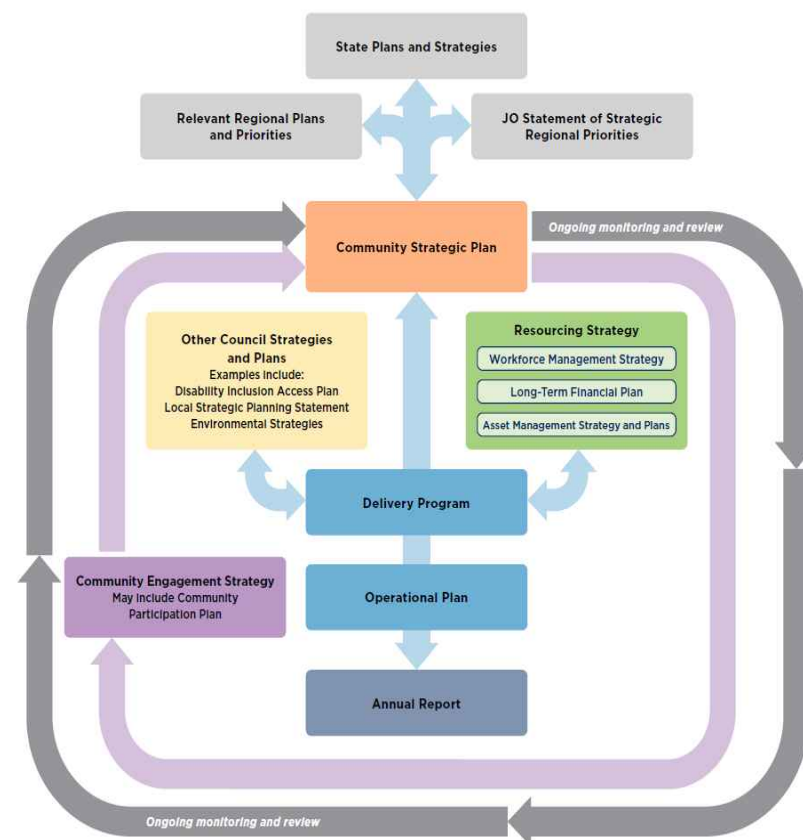 State Plans and Strategies
Relevant Regional Plans
and Priorities
JO Statement of Strategic
Regional Priorities
Community Strategic Plan
Ongoing monitoring and review
Other Council Strategies
and Plans
Examples include:
Disability Inclusion Access Plan
Local Strategic Planning Statement
Environmental Strategies
Resourcing Strategy
Workforce Management Strategy
Long-Term Financial Plan
Asset Management Strategy and Plans
Delivery Program
Community Engagement Strategy
May include Community
Participation Plan
Operational Plan
Annual Report
Ongoing monitoring and review